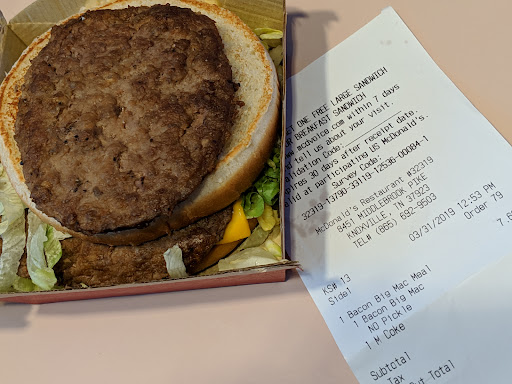 GET ONE FREE LARGE SANDWICH
OR BREAKFAST SANDWICH
www.mcdvoice.com within 7 days
tell us about your visit.
Validation Code:
Expires 30 days after receipt date.
Valid at participating US McDonald's.
Survey Code:
32319-13790-33119-12536-00084-1
McDonald's Restaurant #32319
8451 MIDDLEBROOK PIKE
KNOXVILLE, TN 37923
TEL# (865) 692-9503
03/31/2019 12:53 PM
KS# 13
Order 79
Side1
1 Bacon Big Mac Meal
1 Bacon Big Mac
NO Pickle
1 M Coke
Subtotal
Tax
Out Total